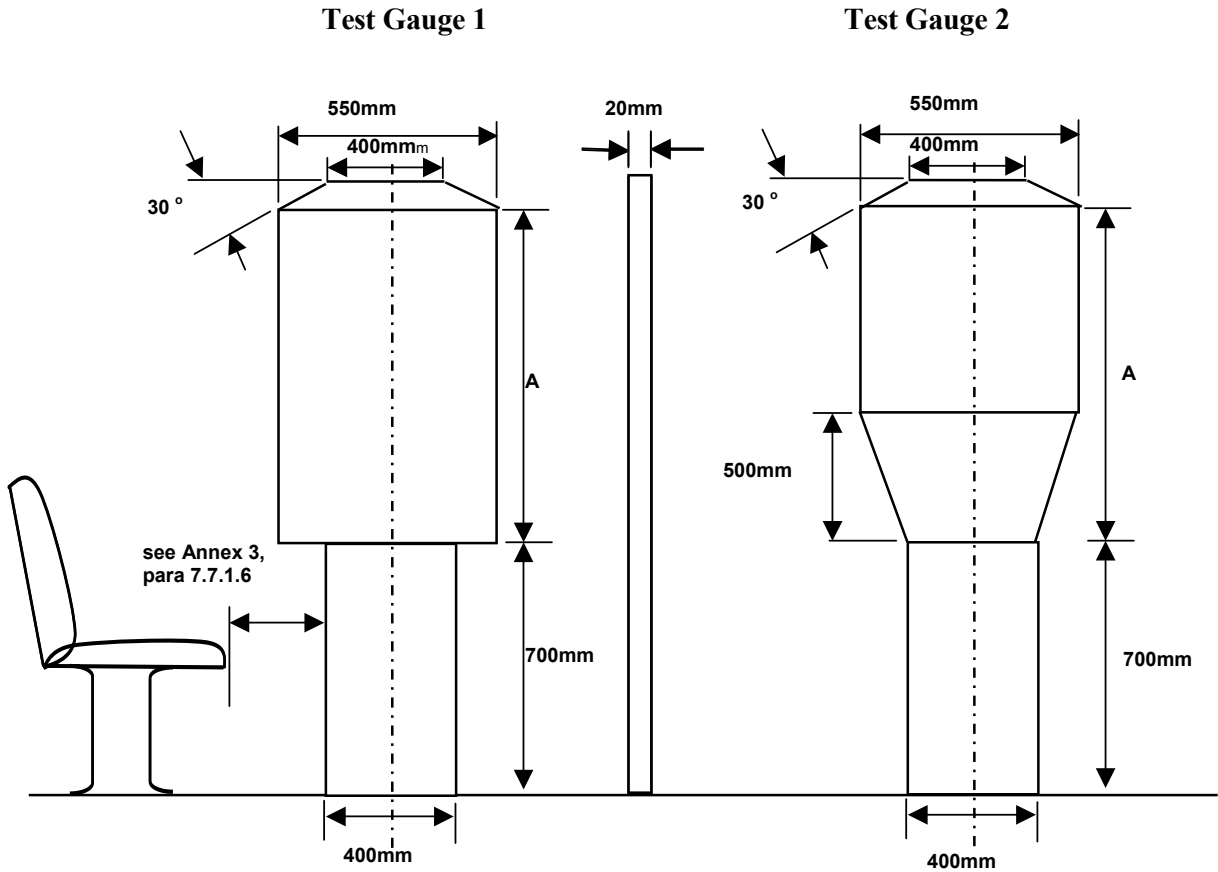 Test Gauge 1
Test Gauge 2
550mm
20mm
550mm
400mmm
400mm
30 °
30 °
A
A
500mm
see Annex 3,
para 7.7.1.6
700mm
700mm
400mm
400mm